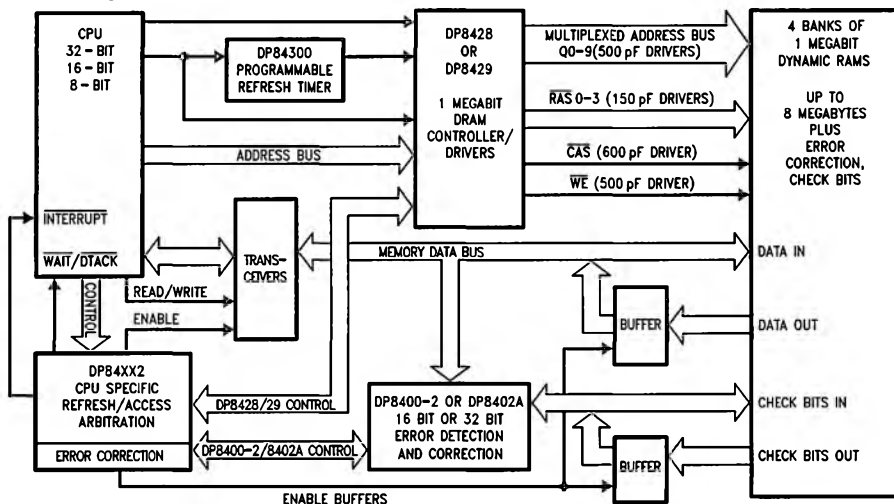 CPU
32-BIT
16-BIT
8-BIT
INTERRUPT
WAIT/DTACK
DP84300
PROGRAMMABLE
REFRESH TIMER
DP8428
OR
DP8429
1 MEGABIT
DRAM
CONTROLLER/
DRIVERS
MULTIPLEXED ADDRESS BUS
Q0-9(500 pF DRIVERS)
RAS 0-3 (150 pF DRIVERS)
CAS (600 pF DRIVER)
WE (500 pF DRIVER)
4 BANKS OF
1 MEGABIT
DYNAMIC RAMS
UP TO
8 MEGABYTES
PLUS
ERROR
CORRECTION,
CHECK BITS
ADDRESS BUS
TRANS-
CEIVERS
MEMORY DATA BUS
DATA IN
CONTROL
READ/WRITE
ENABLE
BUFFER
DATA OUT
DP84XX2
CPU SPECIFIC
REFRESH/ACCESS
ARBITRATION
ERROR CORRECTION
DP8428/29 CONTROL
DP8400-2/8402A CONTROL
DP8400-2 OR DP8402A
16 BIT OR 32 BIT
ERROR DETECTION
AND CORRECTION
CHECK BITS IN
BUFFER
CHECK BITS OUT
ENABLE BUFFERS